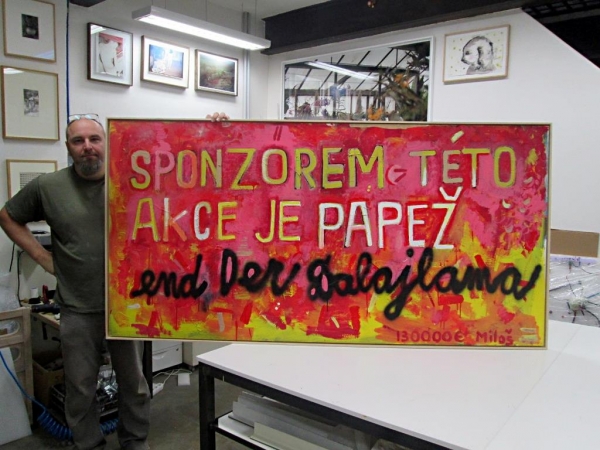 SPONZOREM TÉTO
AKCE JE PAPEŽ
end Der Dalajlama
130000€ Miloš